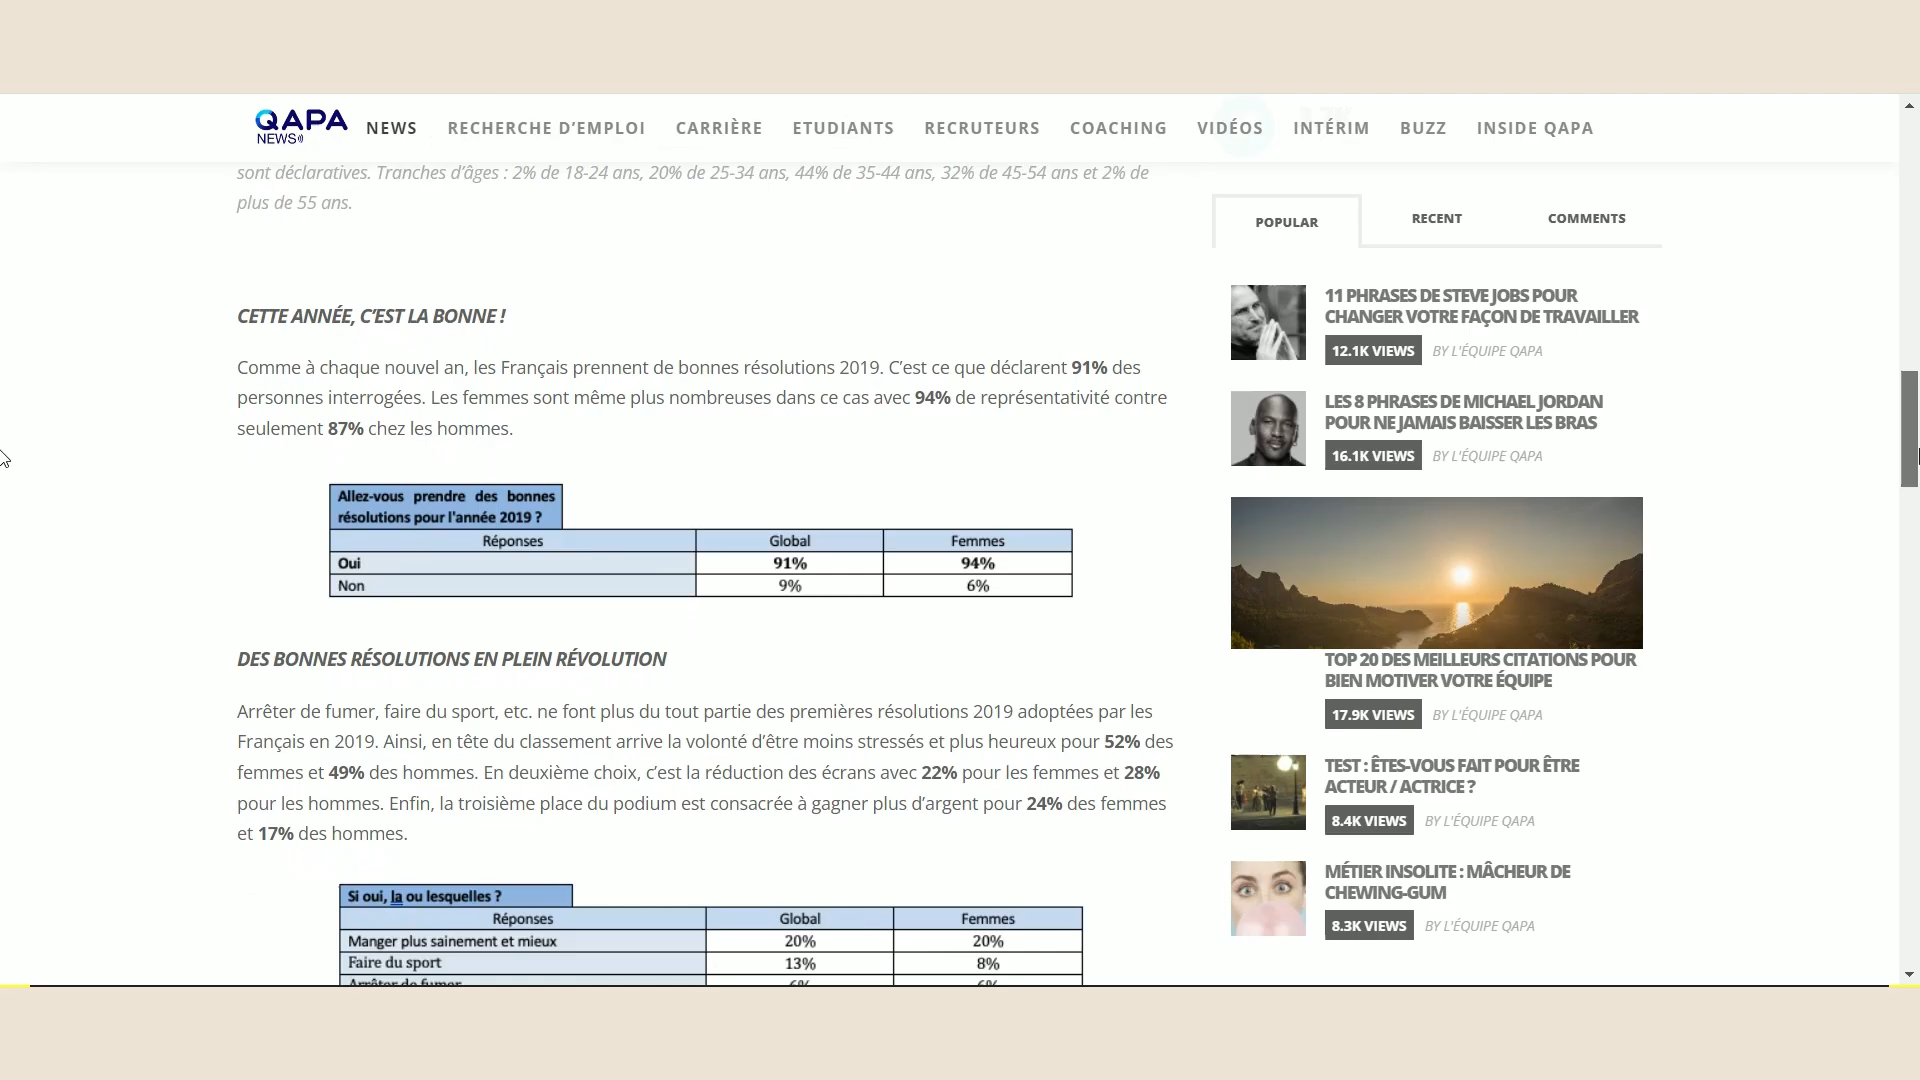 QAPA
NEWS
NEWS RECHERCHE D’EMPLOI CARRIÈRE ETUDIANTS RECRUTEURS COACHING VIDÉOS INTÉRIM BUZZ INSIDE QAPA
sont déclaratives. Tranches d’âges : 2% de 18-24 ans, 20% de 25-34 ans, 44% de 35-44 ans, 32% de 45-54 ans et 2% de
plus de 55 ans.
CETTE ANNÉE, C’EST LA BONNE !
Comme à chaque nouvel an, les Français prennent de bonnes résolutions 2019. C’est ce que déclarent 91% des
personnes interrogées. Les femmes sont même plus nombreuses dans ce cas avec 94% de représentativité contre
seulement 87% chez les hommes.
Allez-vous prendre des bonnes
résolutions pour l'année 2019 ?
Réponses Global Femmes
Oui 91% 94%
Non 9% 6%
DES BONNES RÉSOLUTIONS EN PLEIN RÉVOLUTION
Arrêter de fumer, faire du sport, etc. ne font plus du tout partie des premières résolutions 2019 adoptées par les
Français en 2019. Ainsi, en tête du classement arrive la volonté d’être moins stressés et plus heureux pour 52% des
femmes et 49% des hommes. En deuxième choix, c’est la réduction des écrans avec 22% pour les femmes et 28%
pour les hommes. Enfin, la troisième place du podium est consacrée à gagner plus d’argent pour 24% des femmes
et 17% des hommes.
Si oui, la ou lesquelles ?
Réponses Global Femmes
Manger plus sainement et mieux 20% 20%
Faire du sport 13% 8%
Arrêter de fumer 6% 6%
POPULAR RECENT COMMENTS
11 PHRASES DE STEVE JOBS POUR
CHANGER VOTRE FAÇON DE TRAVAILLER
12.1K VIEWS BY L'ÉQUIPE QAPA
LES 8 PHRASES DE MICHAEL JORDAN
POUR NE JAMAIS BAISSER LES BRAS
16.1K VIEWS BY L'ÉQUIPE QAPA
TOP 20 DES MEILLEURS CITATIONS POUR
BIEN MOTIVER VOTRE ÉQUIPE
17.9K VIEWS BY L'ÉQUIPE QAPA
TEST : ÊTES-VOUS FAIT POUR ÊTRE
ACTEUR / ACTRICE ?
8.4K VIEWS BY L'ÉQUIPE QAPA
MÉTIER INSOLITE : MÂCHEUR DE
CHEWING-GUM
8.3K VIEWS BY L'ÉQUIPE QAPA